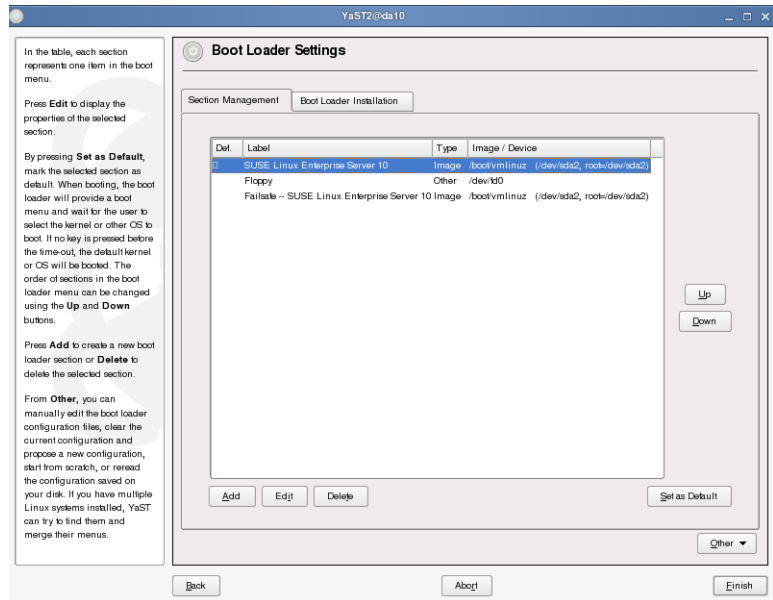 YaST2@da10
In the table, each section
represents one item in the boot
menu.
Press Edit to display the
properties of the selected
section.
By pressing Set as Default,
mark the selected section as
default. When booting, the boot
loader will provide a boot
menu and wait for the user to
select the kernel or other OS to
boot. If no key is pressed before
the time-out, the default kernel
or OS will be booted. The
order of sections in the boot
loader menu can be changed
using the Up and Down
buttons.
Press Add to create a new boot
loader section or Delete to
delete the selected section.
From Other, you can
manually edit the boot loader
configuration files, clear the
current configuration and
propose a new configuration,
start from scratch, or reread
the configuration saved on
your disk. If you have multiple
Linux systems installed, YaST
can try to find them and
merge their menus.
Boot Loader Settings
Section Management Boot Loader Installation
Def. Label Type Image / Device
SUSE Linux Enterprise Server 10 Image /boot/vmlinuz (/dev/sda2, root=/dev/sda2)
Floppy Other /dev/fd0
Failsafe -- SUSE Linux Enterprise Server 10 Image /boot/vmlinuz (/dev/sda2, root=/dev/sda2)
Up
Down
Add Edit Delete Set as Default
Other
Back Abort Finish